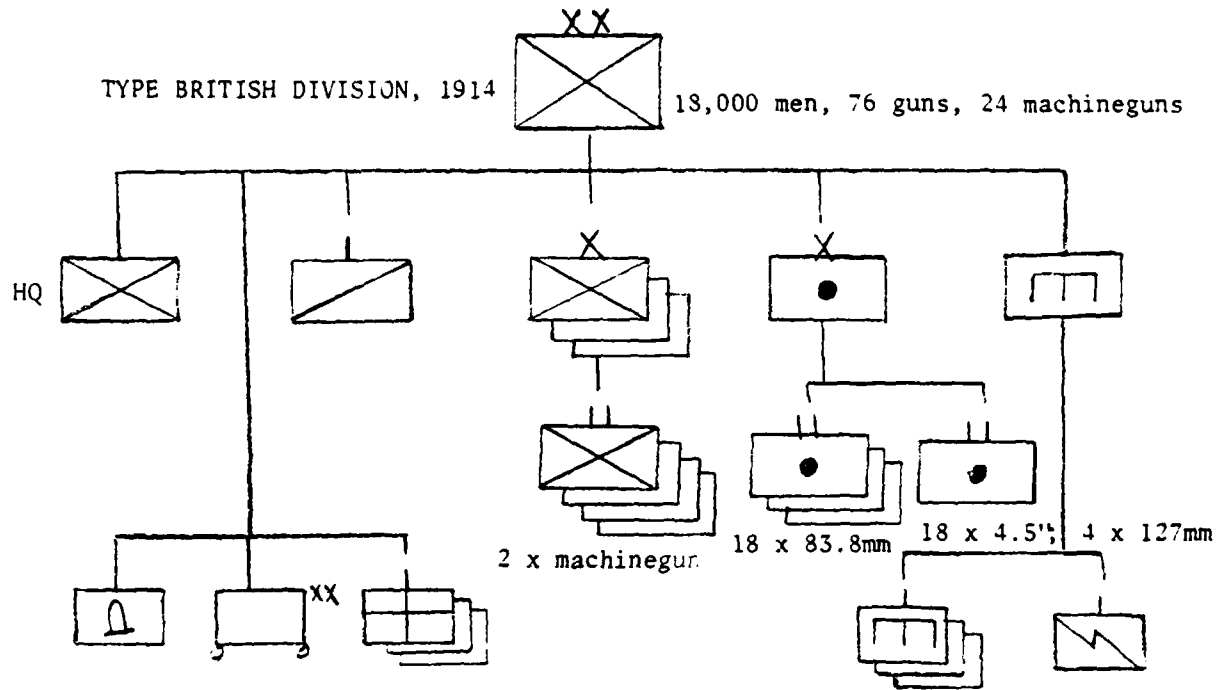 XX
TYPE BRITISH DIVISION, 1914
18,000 men, 76 guns, 24 machineguns
X
X
HQ
2 x machinegun
18 x 83.8mm
18 x 4.5"; 4 x 127mm
XX